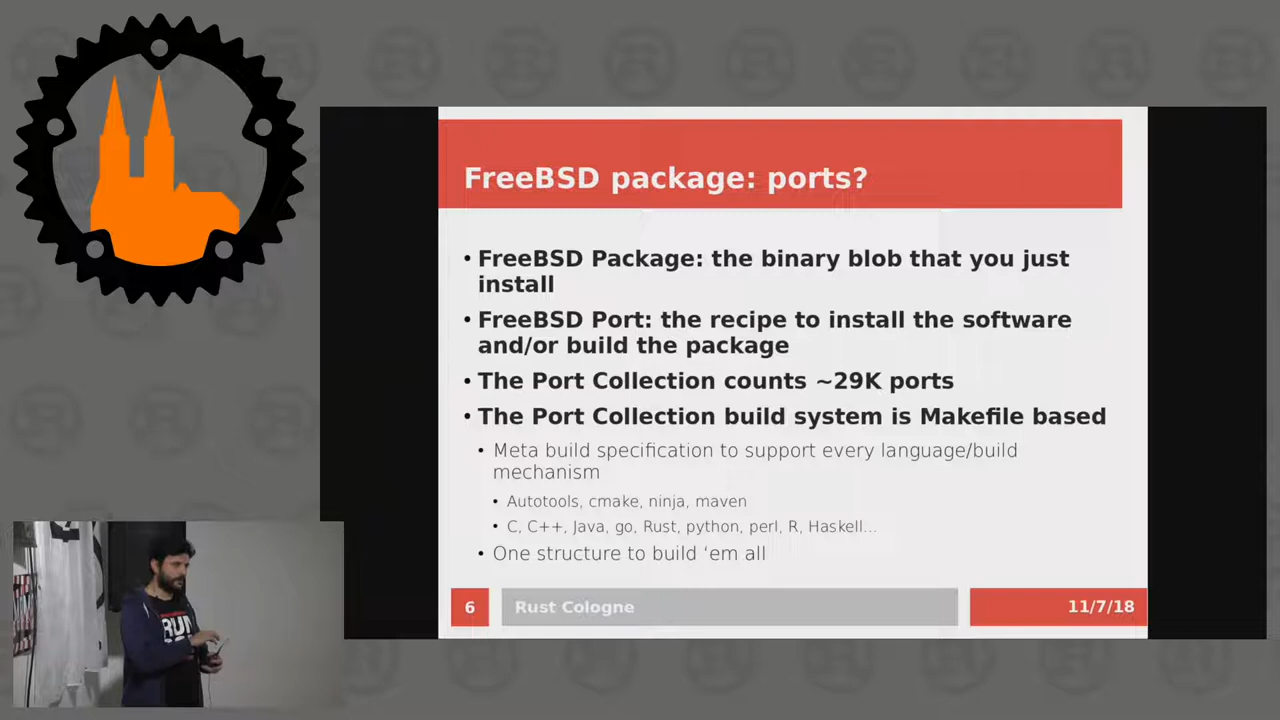 FreeBSD package: ports?
• FreeBSD Package: the binary blob that you just
install
• FreeBSD Port: the recipe to install the software
and/or build the package
• The Port Collection counts ~29K ports
• The Port Collection build system is Makefile based
• Meta build specification to support every language/build
mechanism
• Autotools, cmake, ninja, maven
• C, C++, Java, go, Rust, python, perl, R, Haskell...
• One structure to build ‘em all
6
Rust Cologne
11/7/18
RUN